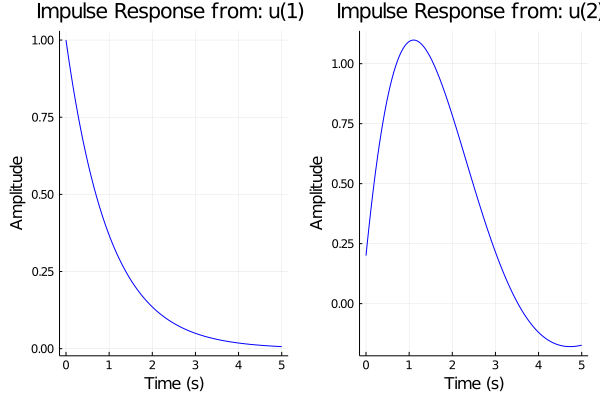 Impulse Response from: u(1)
Impulse Response from: u(2)
Amplitude
1.00
0.75
0.50
0.25
0.00
0 1 2 3 4 5
Time (s)
Amplitude
1.00
0.75
0.50
0.25
0.00
0 1 2 3 4 5
Time (s)